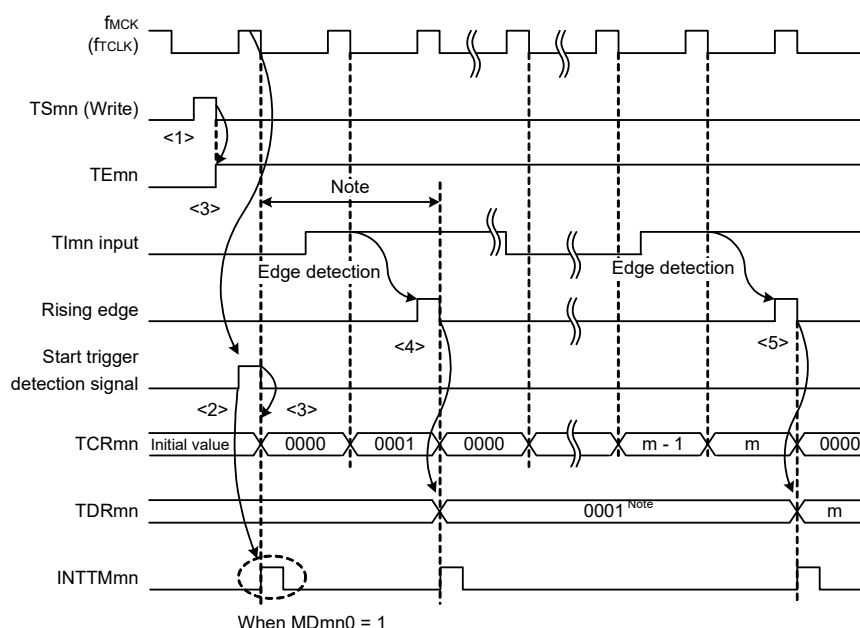 fMCK
(fTCLK)
TSmn (Write)
<1>
TEmn
<3>
Note
TImn input
Edge detection
Edge detection
Rising edge
<4>
<5>
Start trigger
detection signal
<2>
<3>
TCRmn
Initial value
0000
0001
0000
m - 1
m
0000
TDRmn
0001 Note
m
INTTMmn
When MDmn0 = 1